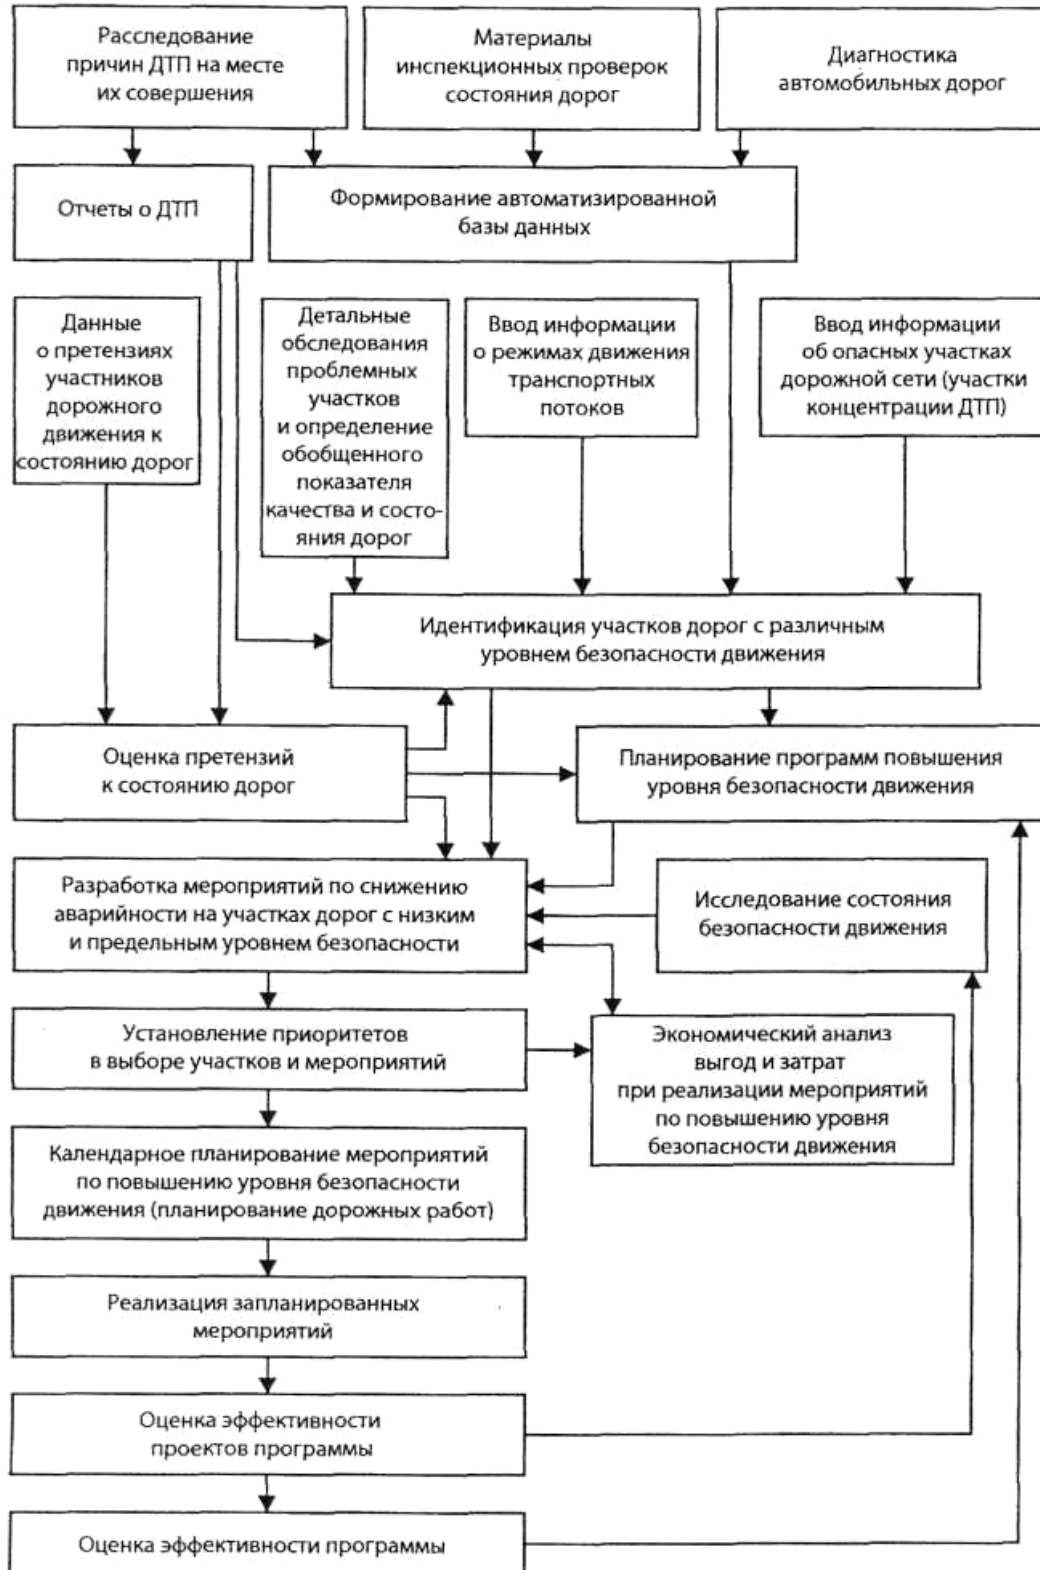 Расследование
причин ДТП на месте
их совершения
Материалы
инспекционных проверок
состояния дорог
Диагностика
автомобильных дорог
Отчеты о ДТП
Формирование автоматизированной
базы данных
Данные
о претензиях
участников
дорожного
движения к
состоянию дорог
Детальные
обследования
проблемных
участков
и определение
обобщенного
показателя
качества и состо-
яния дорог
Ввод информации
о режимах движения
транспортных
потоков
Ввод информации
об опасных участках
дорожной сети (участки
концентрации ДТП)
Идентификация участков дорог с различным
уровнем безопасности движения
Оценка претензий
к состоянию дорог
Планирование программ повышения
уровня безопасности движения
Разработка мероприятий по снижению
аварийности на участках дорог с низким
и предельным уровнем безопасности
Исследование состояния
безопасности движения
Установление приоритетов
в выборе участков и мероприятий
Экономический анализ
выгод и затрат
при реализации мероприятий
по повышению уровня
безопасности движения
Календарное планирование мероприятий
по повышению уровня безопасности
движения (планирование дорожных работ)
Реализация запланированных
мероприятий
Оценка эффективности
проектов программы
Оценка эффективности программы